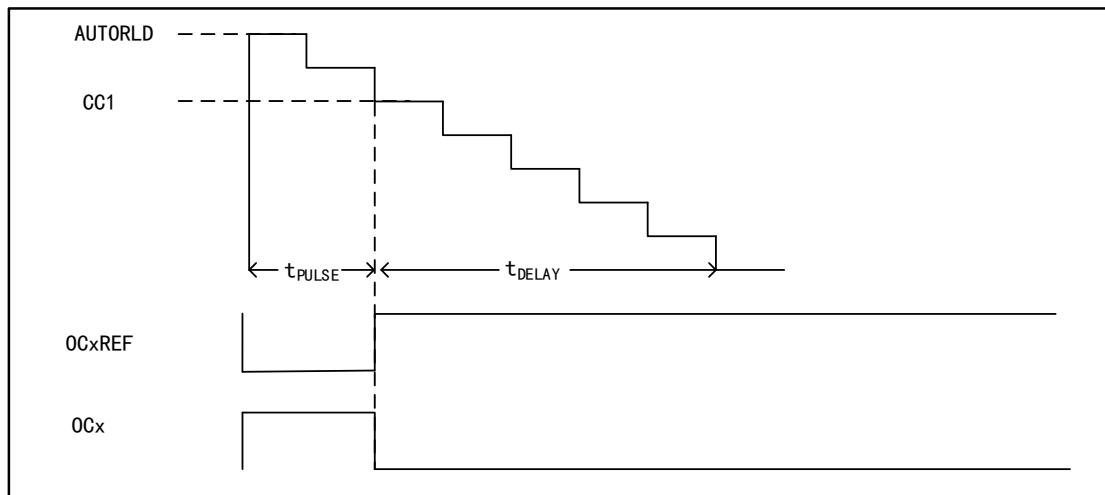 AUTORLD
CC1
tPULSE
tDELAY
OCxREF
OCx